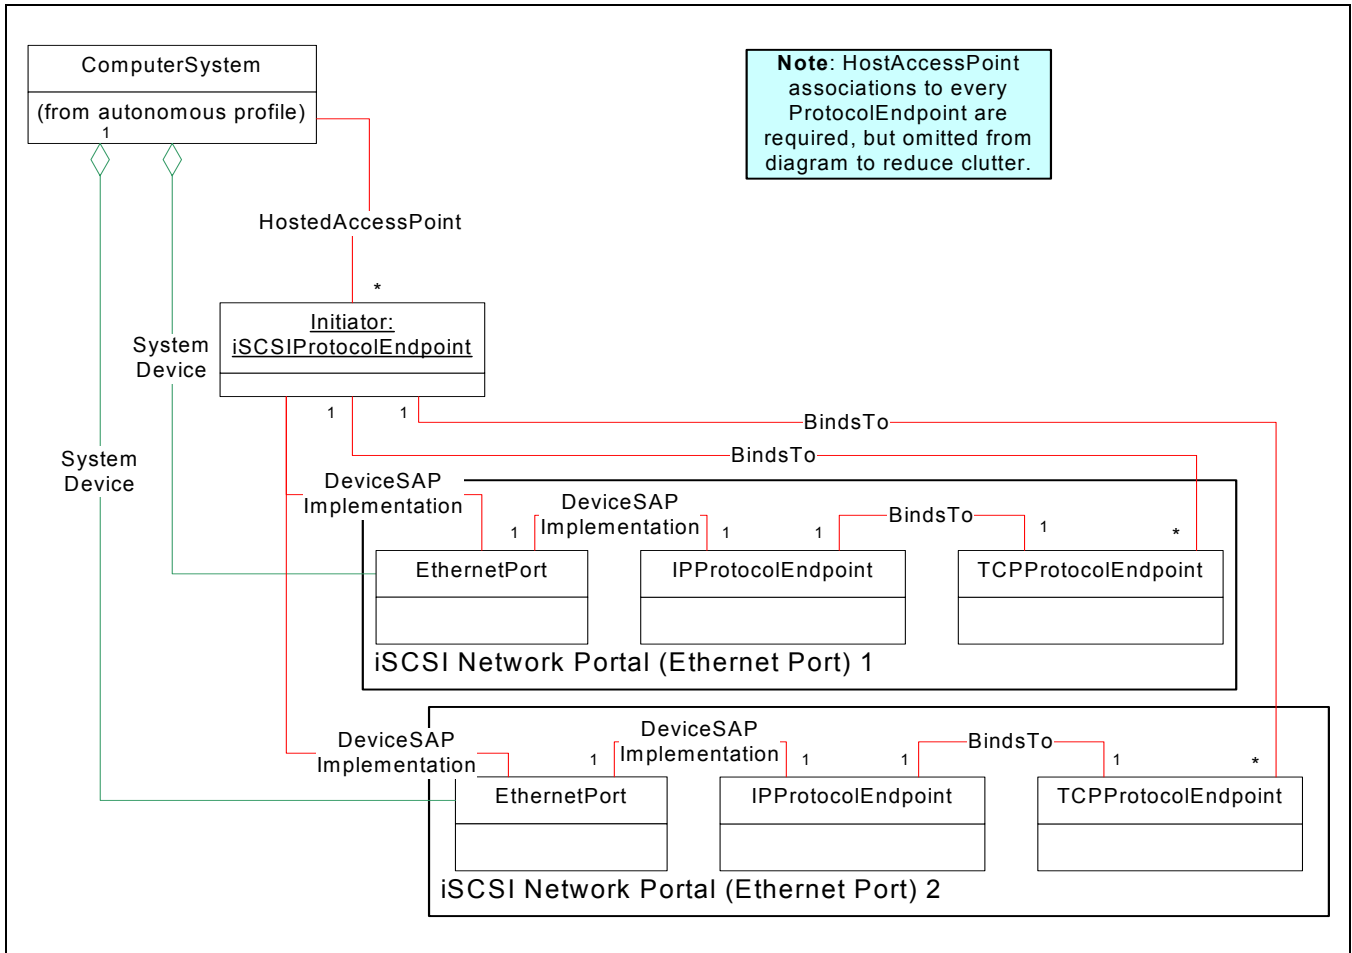 ComputerSystem
(from autonomous profile)
1
Note: HostAccessPoint
associations to every
ProtocolEndpoint are
required, but omitted from
diagram to reduce clutter.
HostedAccessPoint
*
Initiator:
iSCSIProtocolEndpoint
System
Device
System
Device
1
1
BindsTo
BindsTo
DeviceSAP
Implementation
DeviceSAP
Implementation
BindsTo
1
1
1
1
*
EthernetPort
IPProtocolEndpoint
TCPProtocolEndpoint
iSCSI Network Portal (Ethernet Port) 1
DeviceSAP
Implementation
DeviceSAP
Implementation
BindsTo
1
1
1
1
*
EthernetPort
IPProtocolEndpoint
TCPProtocolEndpoint
iSCSI Network Portal (Ethernet Port) 2